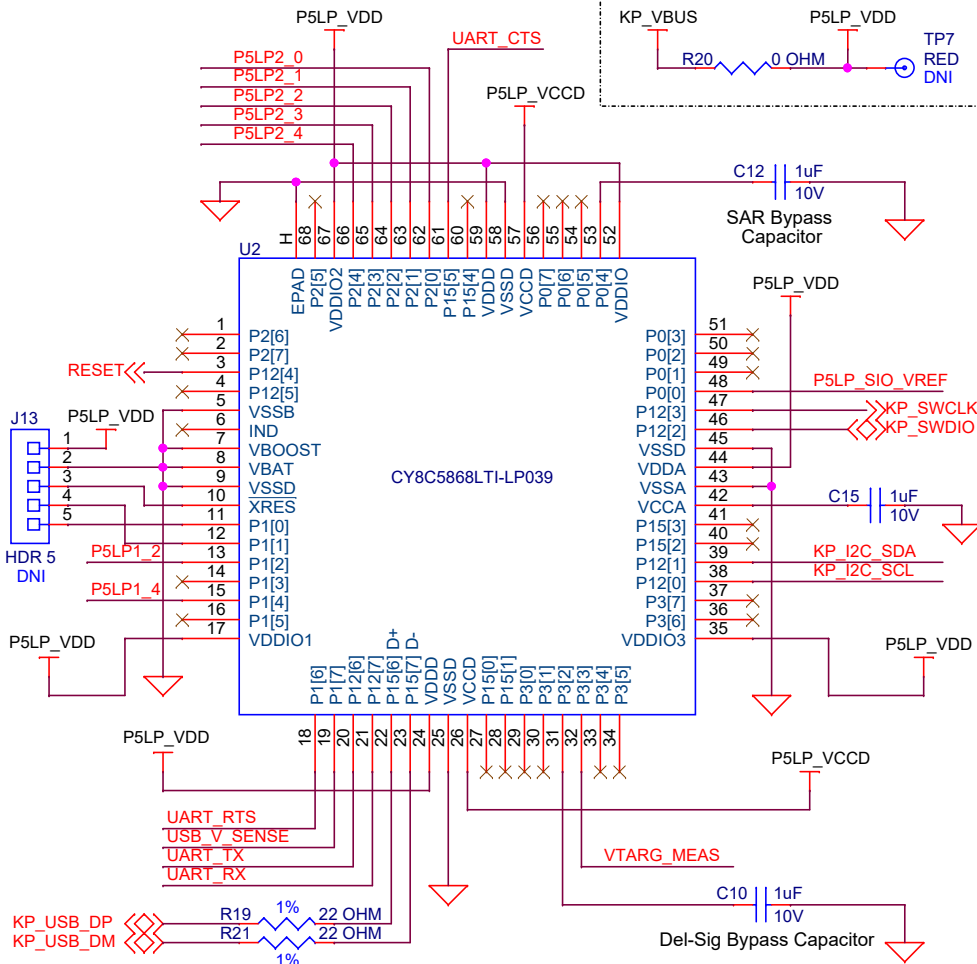 P5LP_VDD
KP_VBUS
P5LP_VDD
UART_CTS
TP7
RED
DNI
R20
0 OHM
P5LP2_0
P5LP2_1
P5LP2_2
P5LP2_3
P5LP2_4
P5LP_VCCD
C12
1uF
10V
SAR Bypass
Capacitor
H
68
67
66
65
64
63
62
61
60
59
58
57
56
55
54
53
52
U2
EPAD
P2[5]
VDDIO2
P2[4]
P2[3]
P2[2]
P2[1]
P2[0]
P15[5]
P15[4]
VDDD
VSSD
VCCD
P0[7]
P0[6]
P0[5]
P0[4]
VDDIO
P5LP_VDD
1 P2[6]
2 P2[7]
RESET 3 P12[4]
4 P12[5]
5 VSSB
6 IND
7 VBOOST
8 VBAT
9 VSSD
10 XRES
11 P1[0]
12 P1[1]
13 P1[2]
14 P1[3]
15 P1[4]
16 P1[5]
17 VDDIO1
J13
P5LP_VDD
1
2
3
4
5
HDR 5
DNI
P5LP1_2
P5LP1_4
P5LP_VDD
CY8C5868LTI-LP039
P0[3] 51
P0[2] 50
P0[1] 49
P0[0] 48 P5LP_SIO_VREF
P12[3] 47 KP_SWCLK
P12[2] 46 KP_SWDIO
VSSD 45
VDDA 44
VSSA 43
VCCA 42
P15[3] 41
P15[2] 40
P12[1] 39 KP_I2C_SDA
P12[0] 38 KP_I2C_SCL
P3[7] 37
P3[6] 36
VDDIO3 35
C15
1uF
10V
P5LP_VDD
P1[6]
P1[7]
P12[6]
P12[7]
P15[6] D+
P15[7] D-
VDDD
VSSD
VCCD
P15[0]
P15[1]
P3[0]
P3[1]
P3[2]
P3[3]
P3[4]
P3[5]
18
19
20
21
22
23
24
25
26
27
28
29
30
31
32
33
34
P5LP_VDD
P5LP_VCCD
UART_RTS
USB_V_SENSE
UART_TX
UART_RX
VTARG_MEAS
KP_USB_DP
R19
1%
22 OHM
KP_USB_DM
R21
22 OHM
1%
C10
1uF
10V
Del-Sig Bypass Capacitor